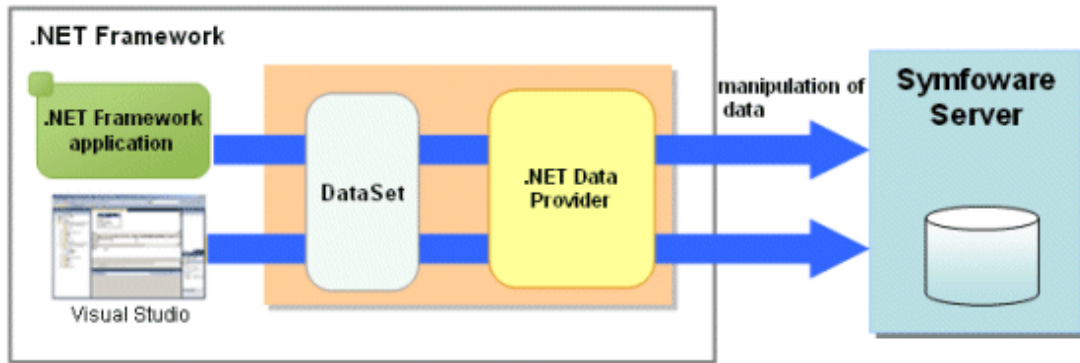 .NET Framework
.NET Framework
application
Visual Studio
DataSet
.NET Data
Provider
manipulation of
data
Symfoware
Server